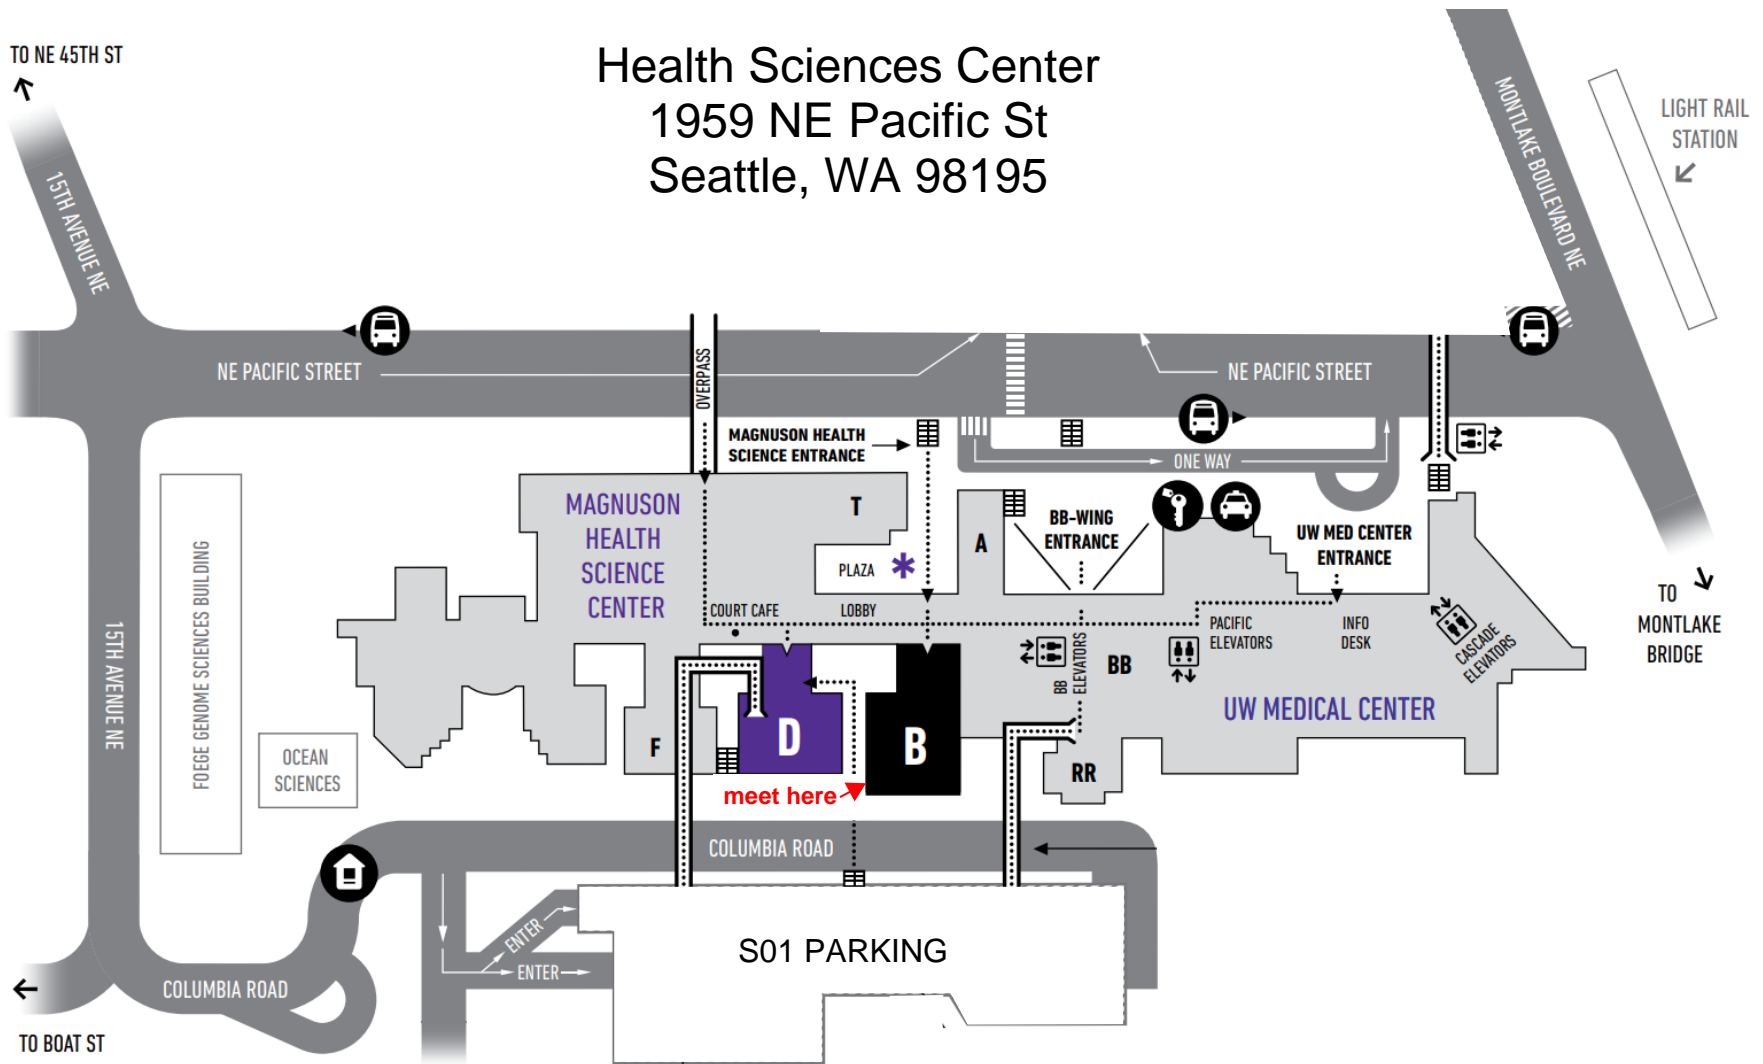 Health Sciences Center
1959 NE Pacific St
Seattle, WA 98195
TO NE 45TH ST
15TH AVENUE NE
MONTLAKE BOULEVARD NE
LIGHT RAIL
STATION
NE PACIFIC STREET
OVERPASS
NE PACIFIC STREET
MAGNUSON HEALTH
SCIENCE ENTRANCE
ONE WAY
MAGNUSON
HEALTH
SCIENCE
CENTER
T
A
BB-WING
ENTRANCE
UW MED CENTER
ENTRANCE
PLAZA
*
COURT CAFE
LOBBY
PACIFIC
ELEVATORS
INFO
DESK
CASCADE
ELEVATORS
TO
MONTLAKE
BRIDGE
BB
ELEVATORS
BB
UW MEDICAL CENTER
15TH AVENUE NE
FOEGE GENOME SCIENCES BUILDING
OCEAN
SCIENCES
F
D
B
RR
meet here
COLUMBIA ROAD
ENTER
ENTER
S01 PARKING
COLUMBIA ROAD
TO BOAT ST